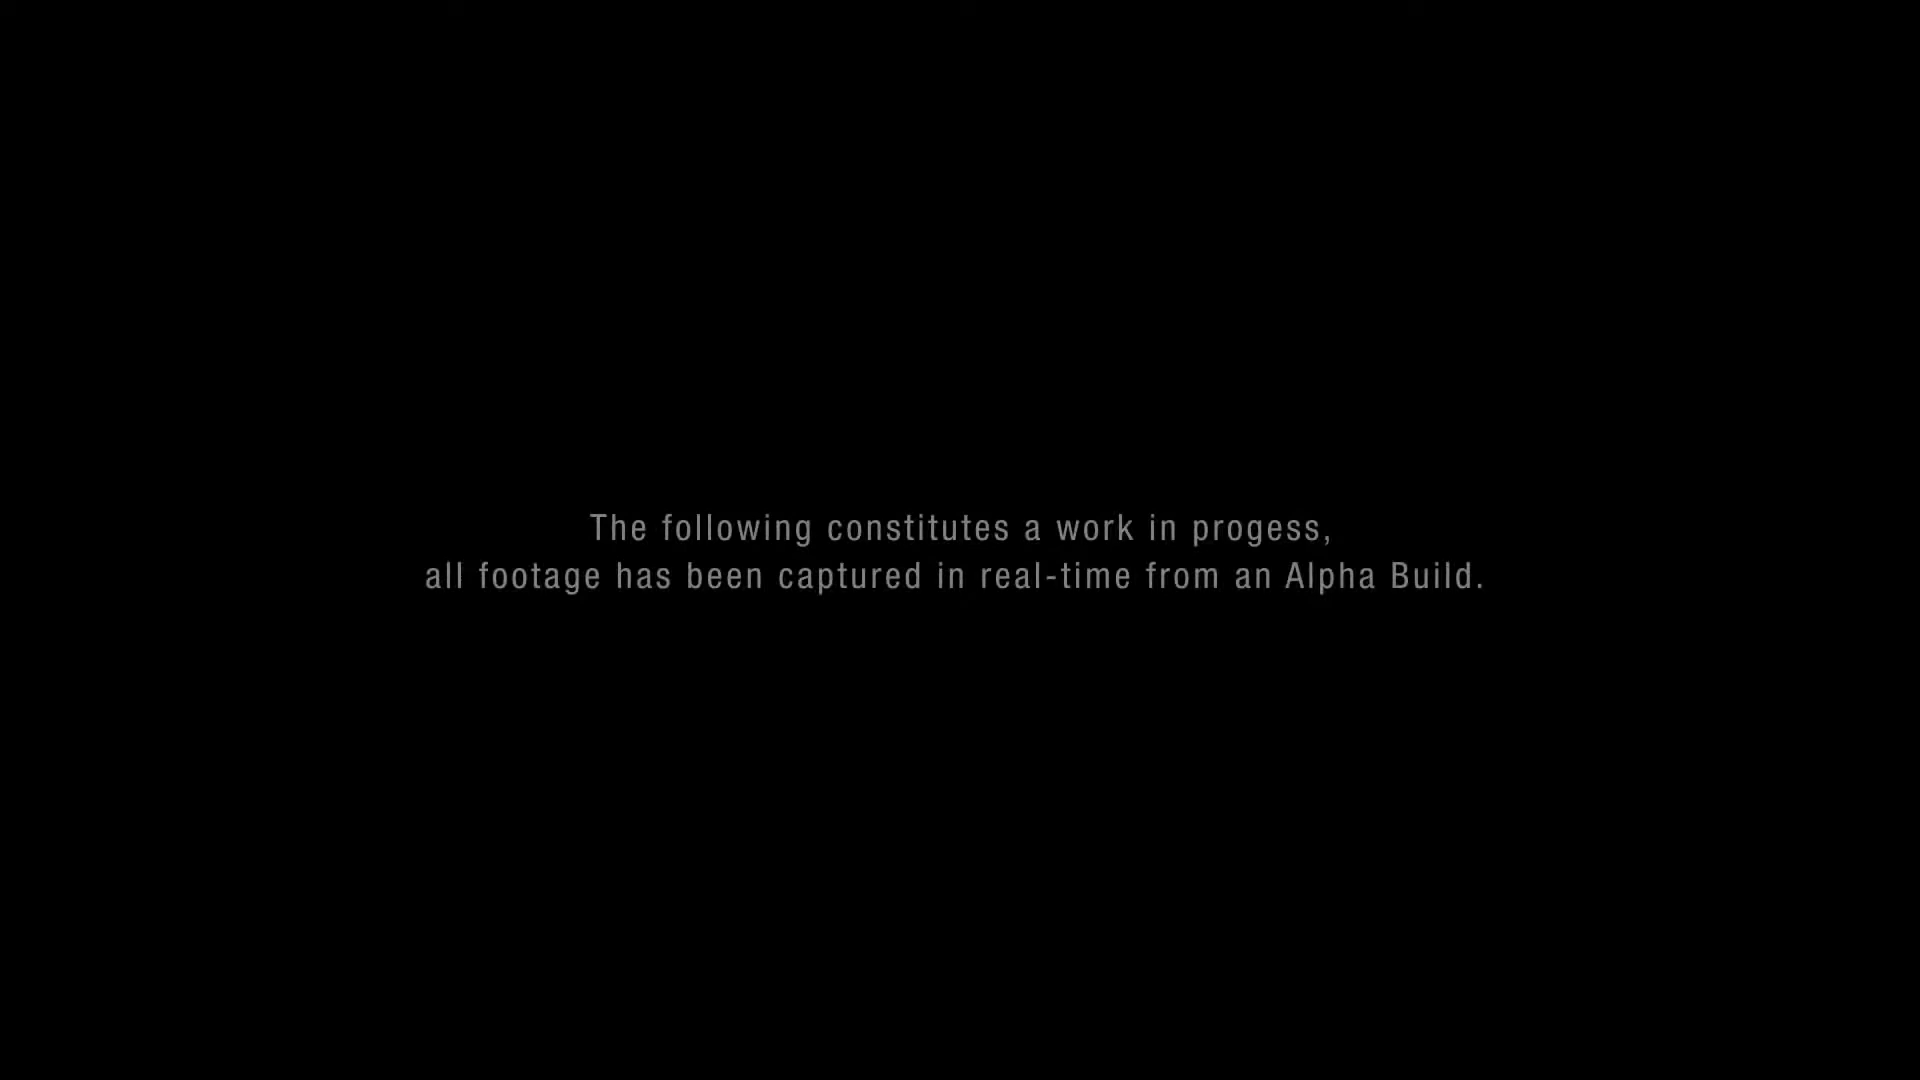 The following constitutes a work in progess,
all footage has been captured in real-time from an Alpha Build.